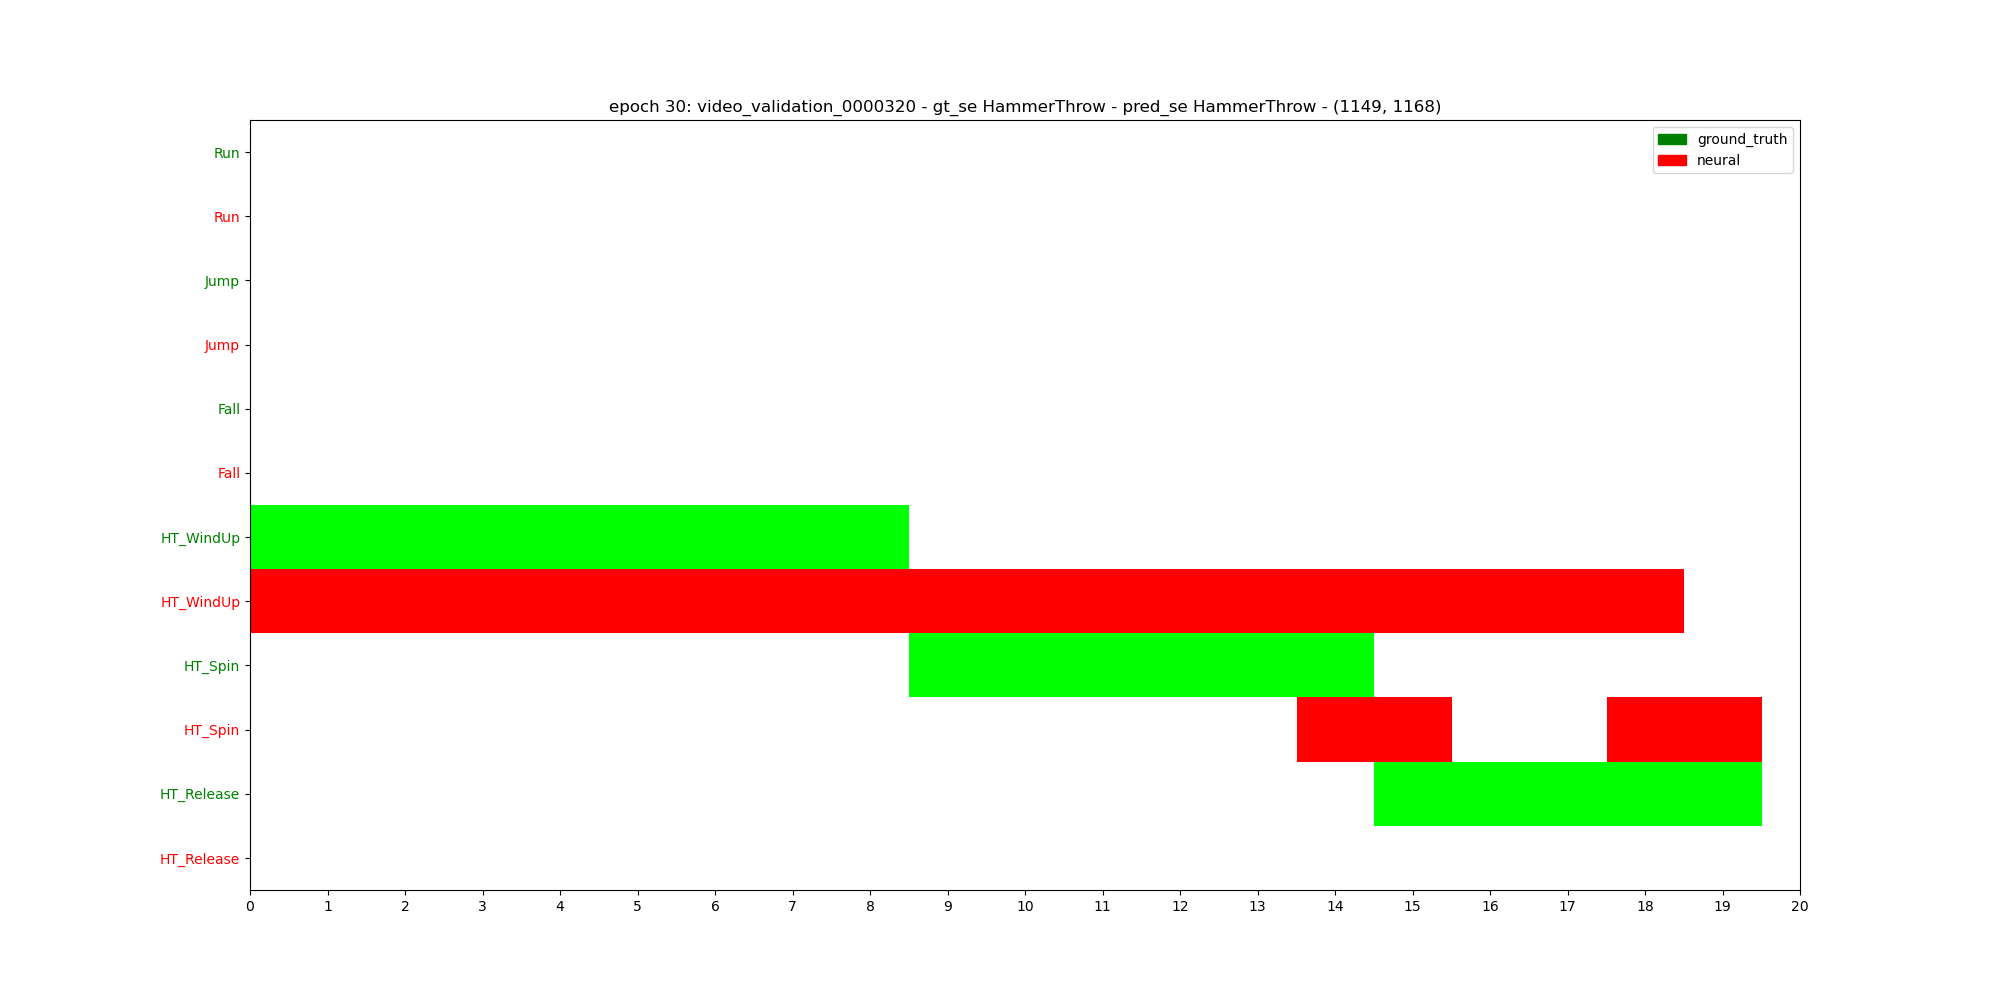 epoch 30: video_validation_0000320 - gt_se HammerThrow - pred_se HammerThrow - (1149, 1168)
ground_truth
neural
Run
Run
Jump
Jump
Fall
Fall
HT_WindUp
HT_WindUp
HT_Spin
HT_Spin
HT_Release
HT_Release
0 1 2 3 4 5 6 7 8 9 10 11 12 13 14 15 16 17 18 19 20